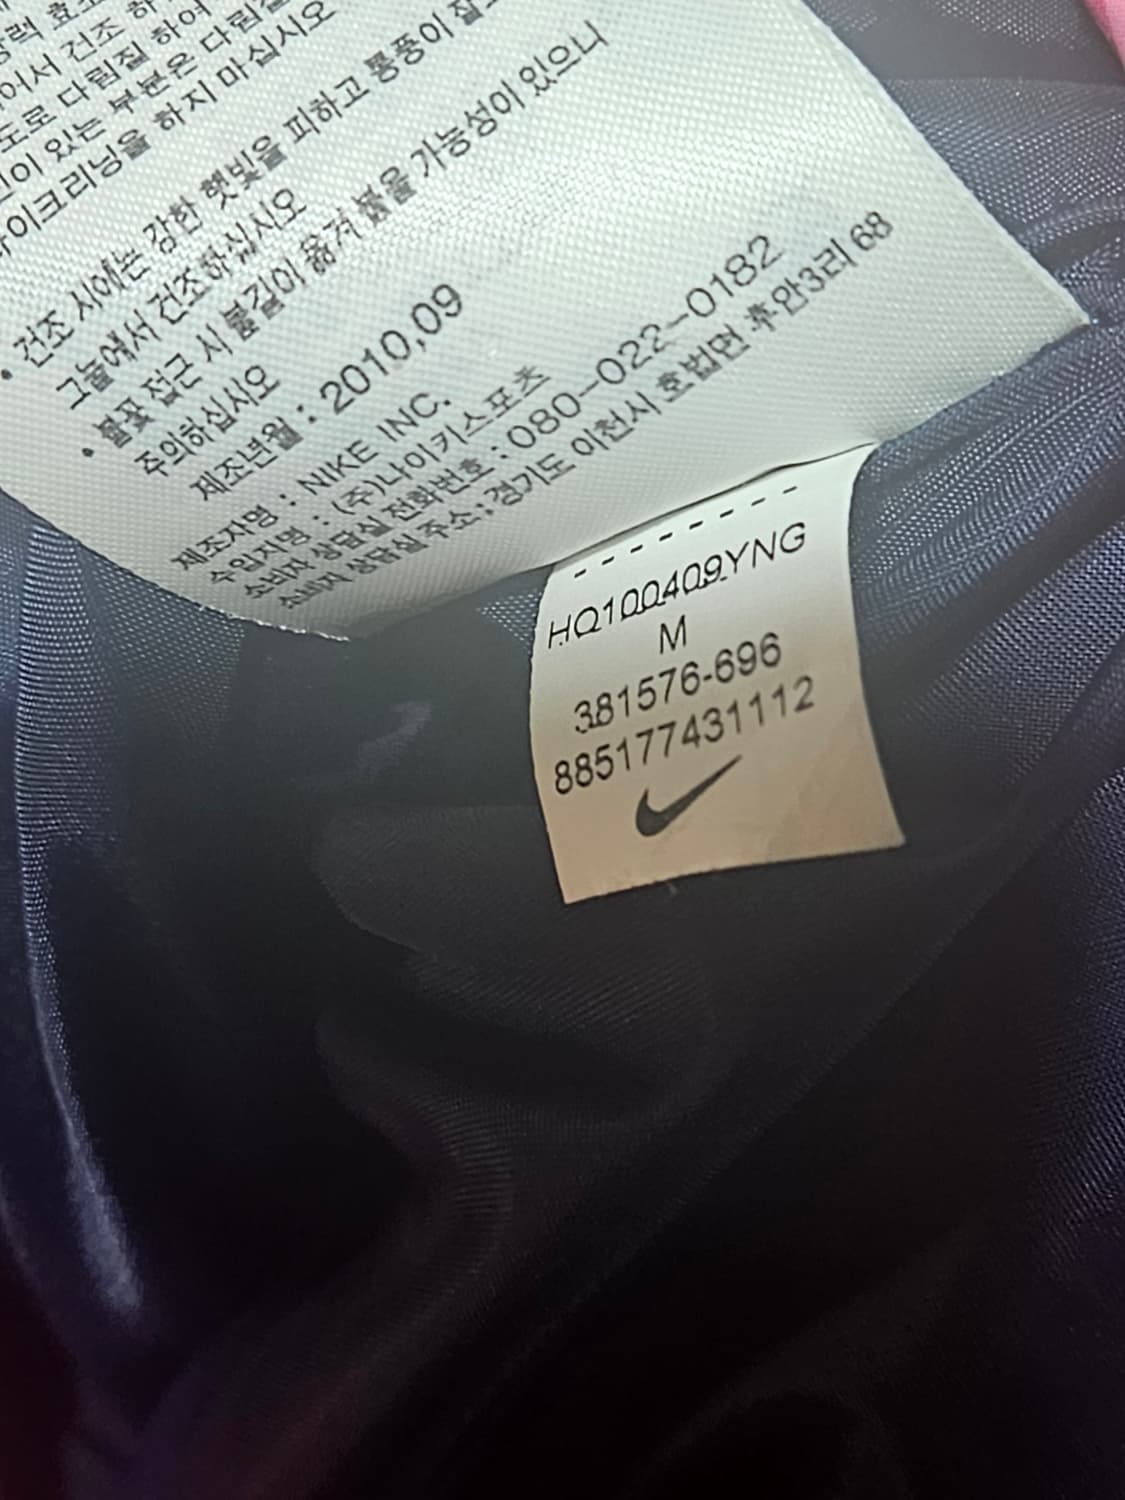 강력 효
어서 건조 하
도로 다림질 하여
이 있는 부분은 다림질
이크리닝을 하지 마십시오
• 건조 시에는 강한 햇빛을 피하고 통풍이 잘
그늘에서 건조하십시오
• 불꽃 접근 시 불길이 옮겨 붙을 가능성이 있으니
주의하십시오
제조년월 : 2010,09
제조자명 : NIKE INC.
수입자명 : (주)나이키스포츠
소비자 상담실 전화번호 : 080-022-0182
소비자 상담실 주소 ; 경기도 이천시 호법면 후안3리 68
HQ100409YNG
M
381576-696
885177431112